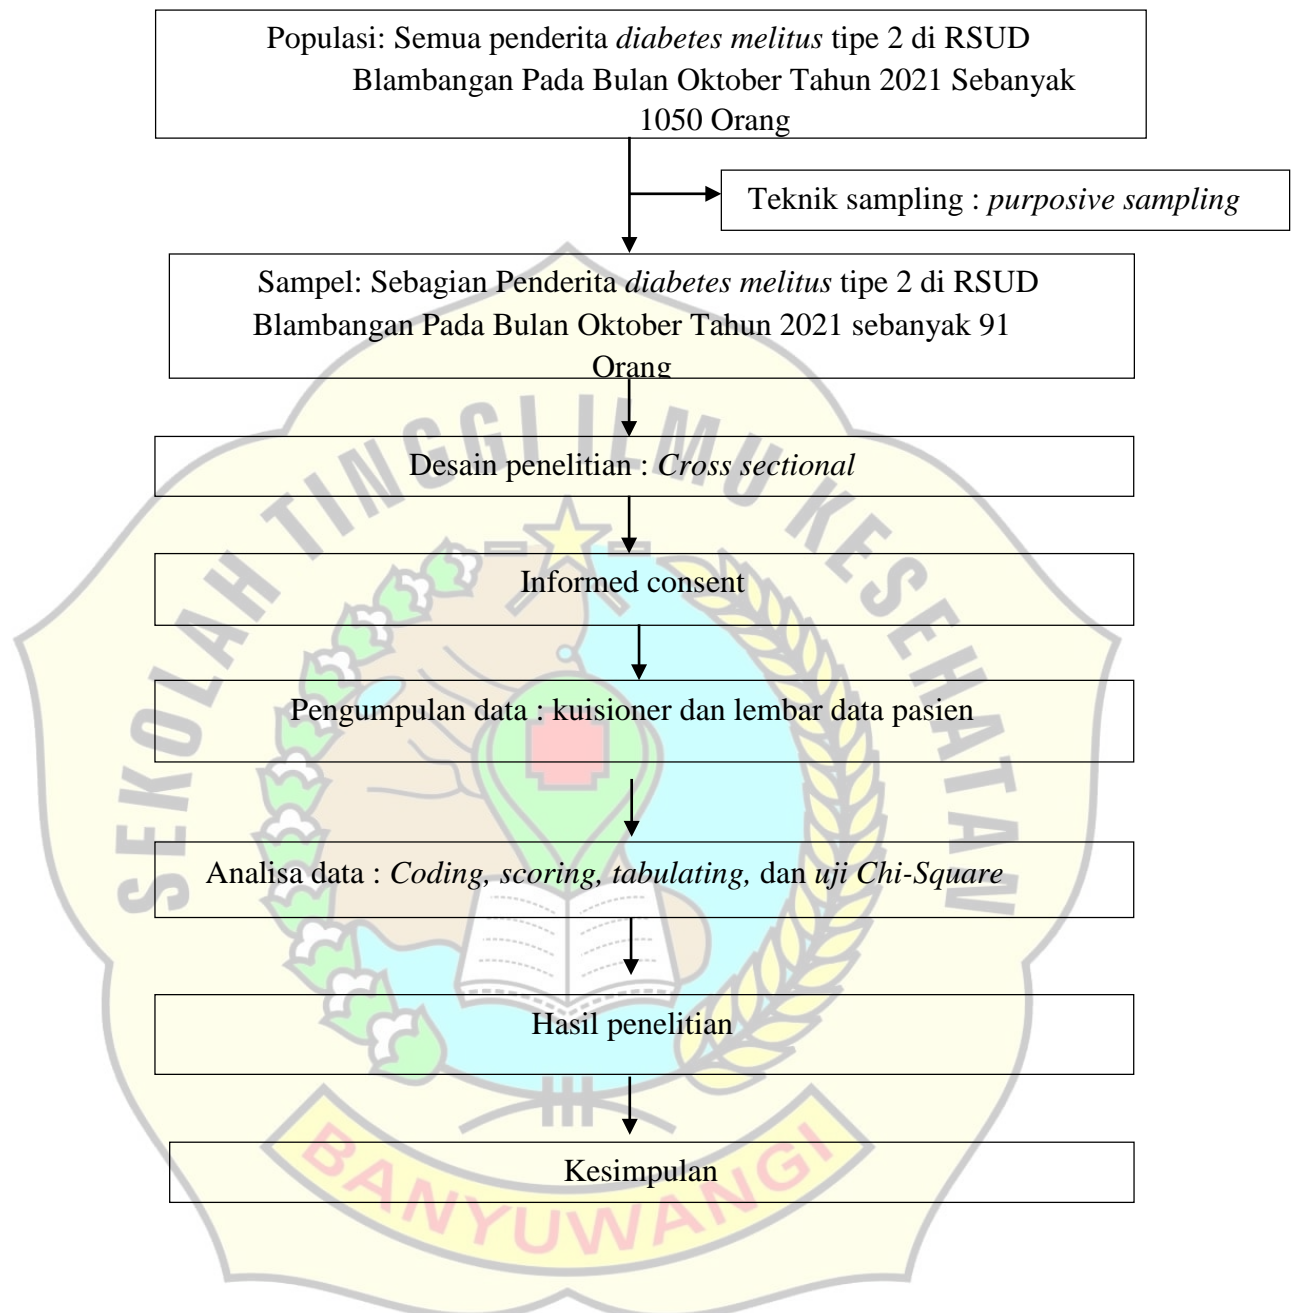 Populasi: Semua penderita diabetes melitus tipe 2 di RSUD
Blambangan Pada Bulan Oktober Tahun 2021 Sebanyak
1050 Orang
Teknik sampling : purposive sampling
Sampel: Sebagian Penderita diabetes melitus tipe 2 di RSUD
Blambangan Pada Bulan Oktober Tahun 2021 sebanyak 91
Orang
Desain penelitian : Cross sectional
Informed consent
Pengumpulan data : kuisioner dan lembar data pasien
Analisa data : Coding, scoring, tabulating, dan uji Chi-Square
Hasil penelitian
Kesimpulan
SEKOLAH TINGGI ILMU KESEHATAN
BANYUWANGI